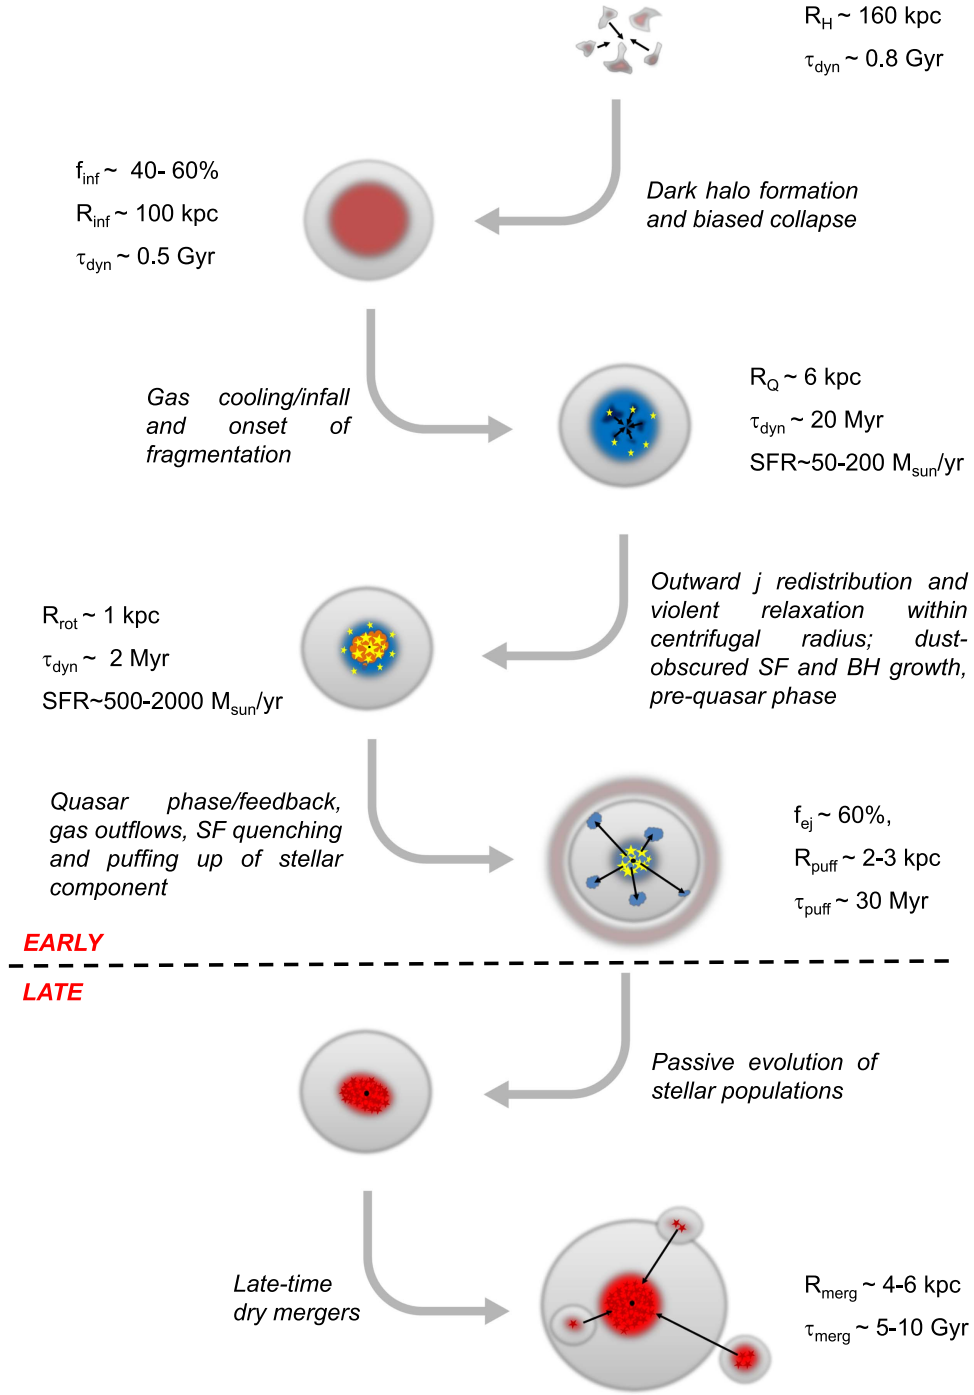 R_H ~ 160 kpc
τ_dyn ~ 0.8 Gyr
Dark halo formation
and biased collapse
f_inf ~ 40- 60%
R_inf ~ 100 kpc
τ_dyn ~ 0.5 Gyr
Gas cooling/infall
and onset of
fragmentation
R_Q ~ 6 kpc
τ_dyn ~ 20 Myr
SFR~50-200 M_sun/yr
Outward j redistribution and
violent relaxation within
centrifugal radius; dust-
obscured SF and BH growth,
pre-quasar phase
R_rot ~ 1 kpc
τ_dyn ~ 2 Myr
SFR~500-2000 M_sun/yr
Quasar phase/feedback,
gas outflows, SF quenching
and puffing up of stellar
component
f_ej ~ 60%,
R_puff ~ 2-3 kpc
τ_puff ~ 30 Myr
EARLY
LATE
Passive evolution of
stellar populations
Late-time
dry mergers
R_merg ~ 4-6 kpc
τ_merg ~ 5-10 Gyr